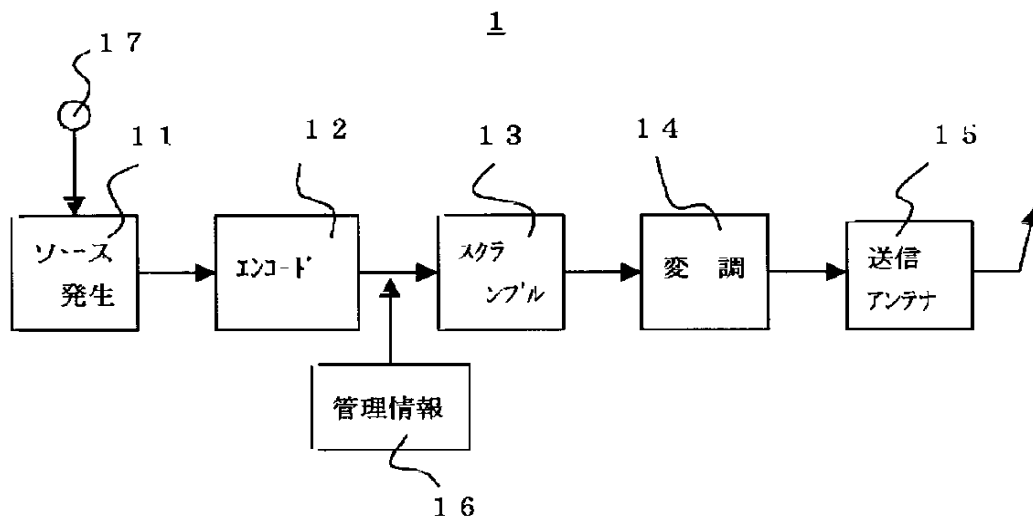 1
17
11
12
13
14
15
ソース
発生
エンコード
スクラ
ンブル
変 調
送信
アンテナ
管理情報
16